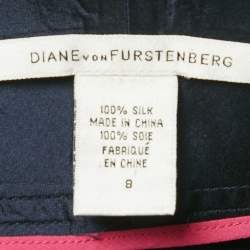 DIANE VON FURSTENBERG
100% SILK
MADE IN CHINA
100% SOIE
FABRIQUÉ
EN CHINE
8